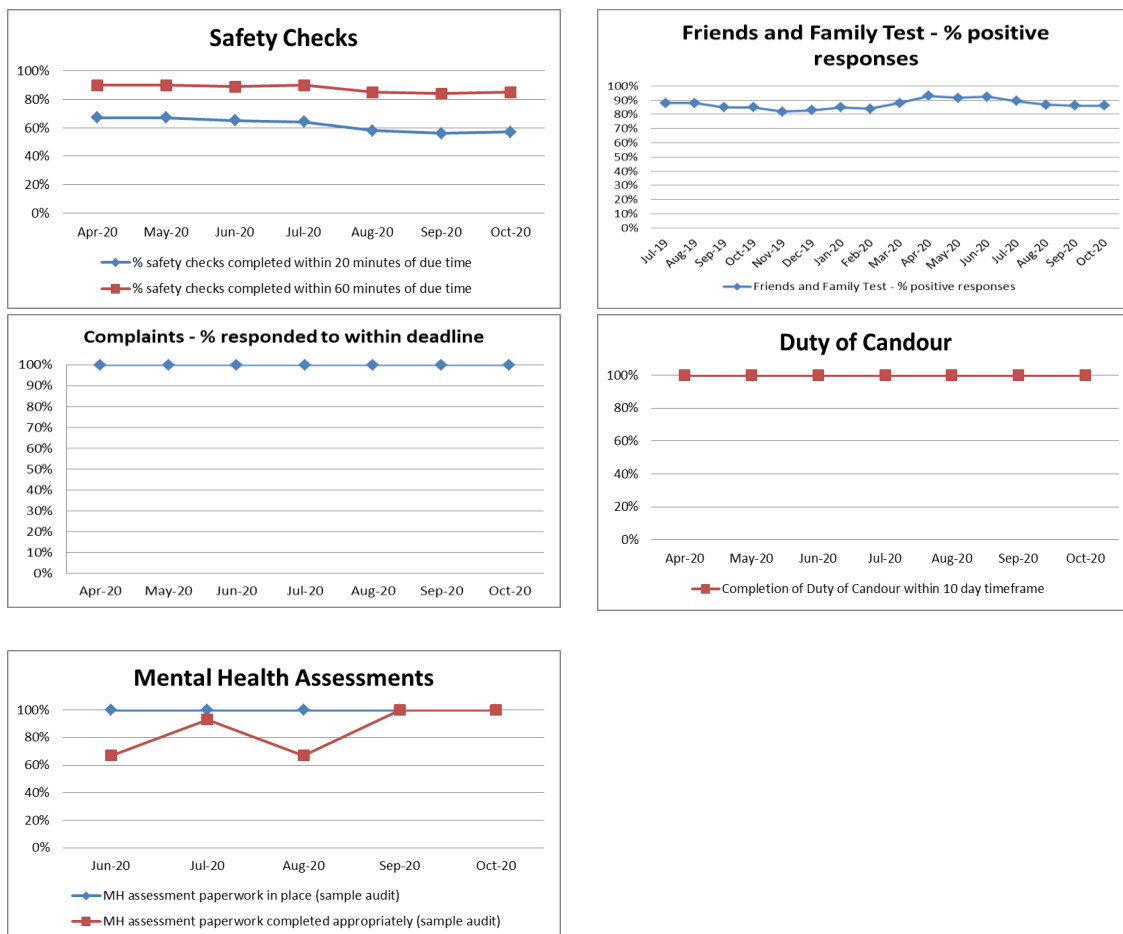 Safety Checks
100%
80%
60%
40%
20%
0%
Apr-20 May-20 Jun-20 Jul-20 Aug-20 Sep-20 Oct-20
% safety checks completed within 20 minutes of due time
% safety checks completed within 60 minutes of due time
Friends and Family Test - % positive
responses
100%
90%
80%
70%
60%
50%
40%
30%
20%
10%
0%
Jul-19 Aug-19 Sep-19 Oct-19 Nov-19 Dec-19 Jan-20 Feb-20 Mar-20 Apr-20 May-20 Jun-20 Jul-20 Aug-20 Sep-20 Oct-20
Friends and Family Test - % positive responses
Complaints - % responded to within deadline
100%
90%
80%
70%
60%
50%
40%
30%
20%
10%
0%
Apr-20 May-20 Jun-20 Jul-20 Aug-20 Sep-20 Oct-20
Duty of Candour
100%
80%
60%
40%
20%
0%
Apr-20 May-20 Jun-20 Jul-20 Aug-20 Sep-20 Oct-20
Completion of Duty of Candour within 10 day timeframe
Mental Health Assessments
100%
80%
60%
40%
20%
0%
Jun-20 Jul-20 Aug-20 Sep-20 Oct-20
MH assessment paperwork in place (sample audit)
MH assessment paperwork completed appropriately (sample audit)